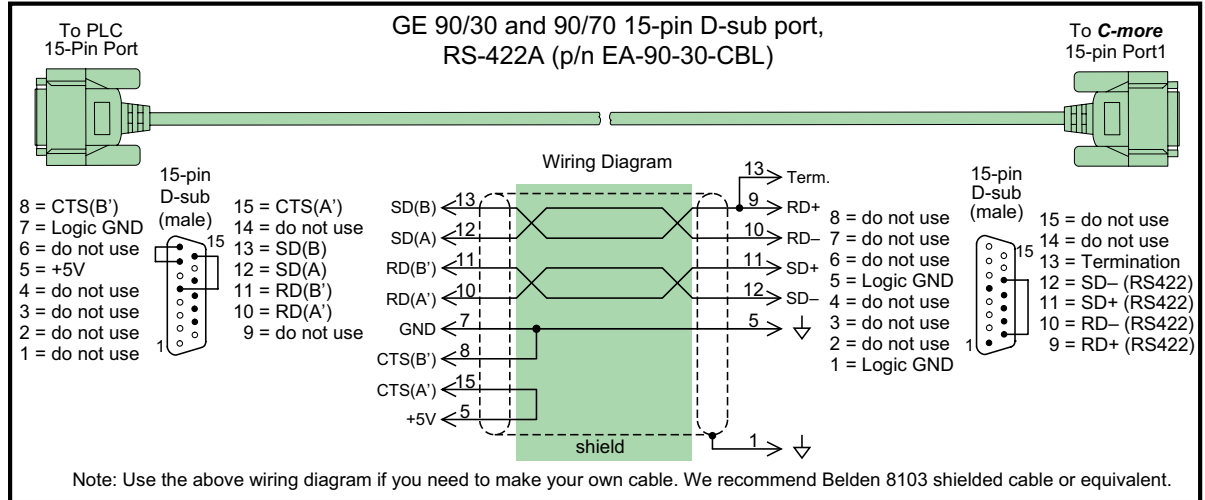 To PLC
15-Pin Port
GE 90/30 and 90/70 15-pin D-sub port,
RS-422A (p/n EA-90-30-CBL)
To C-more
15-pin Port1
15-pin
D-sub
(male)
8 = CTS(B')
7 = Logic GND
6 = do not use
5 = +5V
4 = do not use
3 = do not use
2 = do not use
1 = do not use
15
1
15 = CTS(A')
14 = do not use
13 = SD(B)
12 = SD(A)
11 = RD(B')
10 = RD(A')
9 = do not use
Wiring Diagram
13 Term.
SD(B) 13 9 RD+
SD(A) 12 10 RD–
RD(B') 11 11 SD+
RD(A') 10 12 SD–
GND 7 5
CTS(B') 8
CTS(A') 15
+5V 5
shield 1
8 = do not use
7 = do not use
6 = do not use
5 = Logic GND
4 = do not use
3 = do not use
2 = do not use
1 = Logic GND
15-pin
D-sub
(male)
15
1
15 = do not use
14 = do not use
13 = Termination
12 = SD– (RS422)
11 = SD+ (RS422)
10 = RD– (RS422)
9 = RD+ (RS422)
Note: Use the above wiring diagram if you need to make your own cable. We recommend Belden 8103 shielded cable or equivalent.